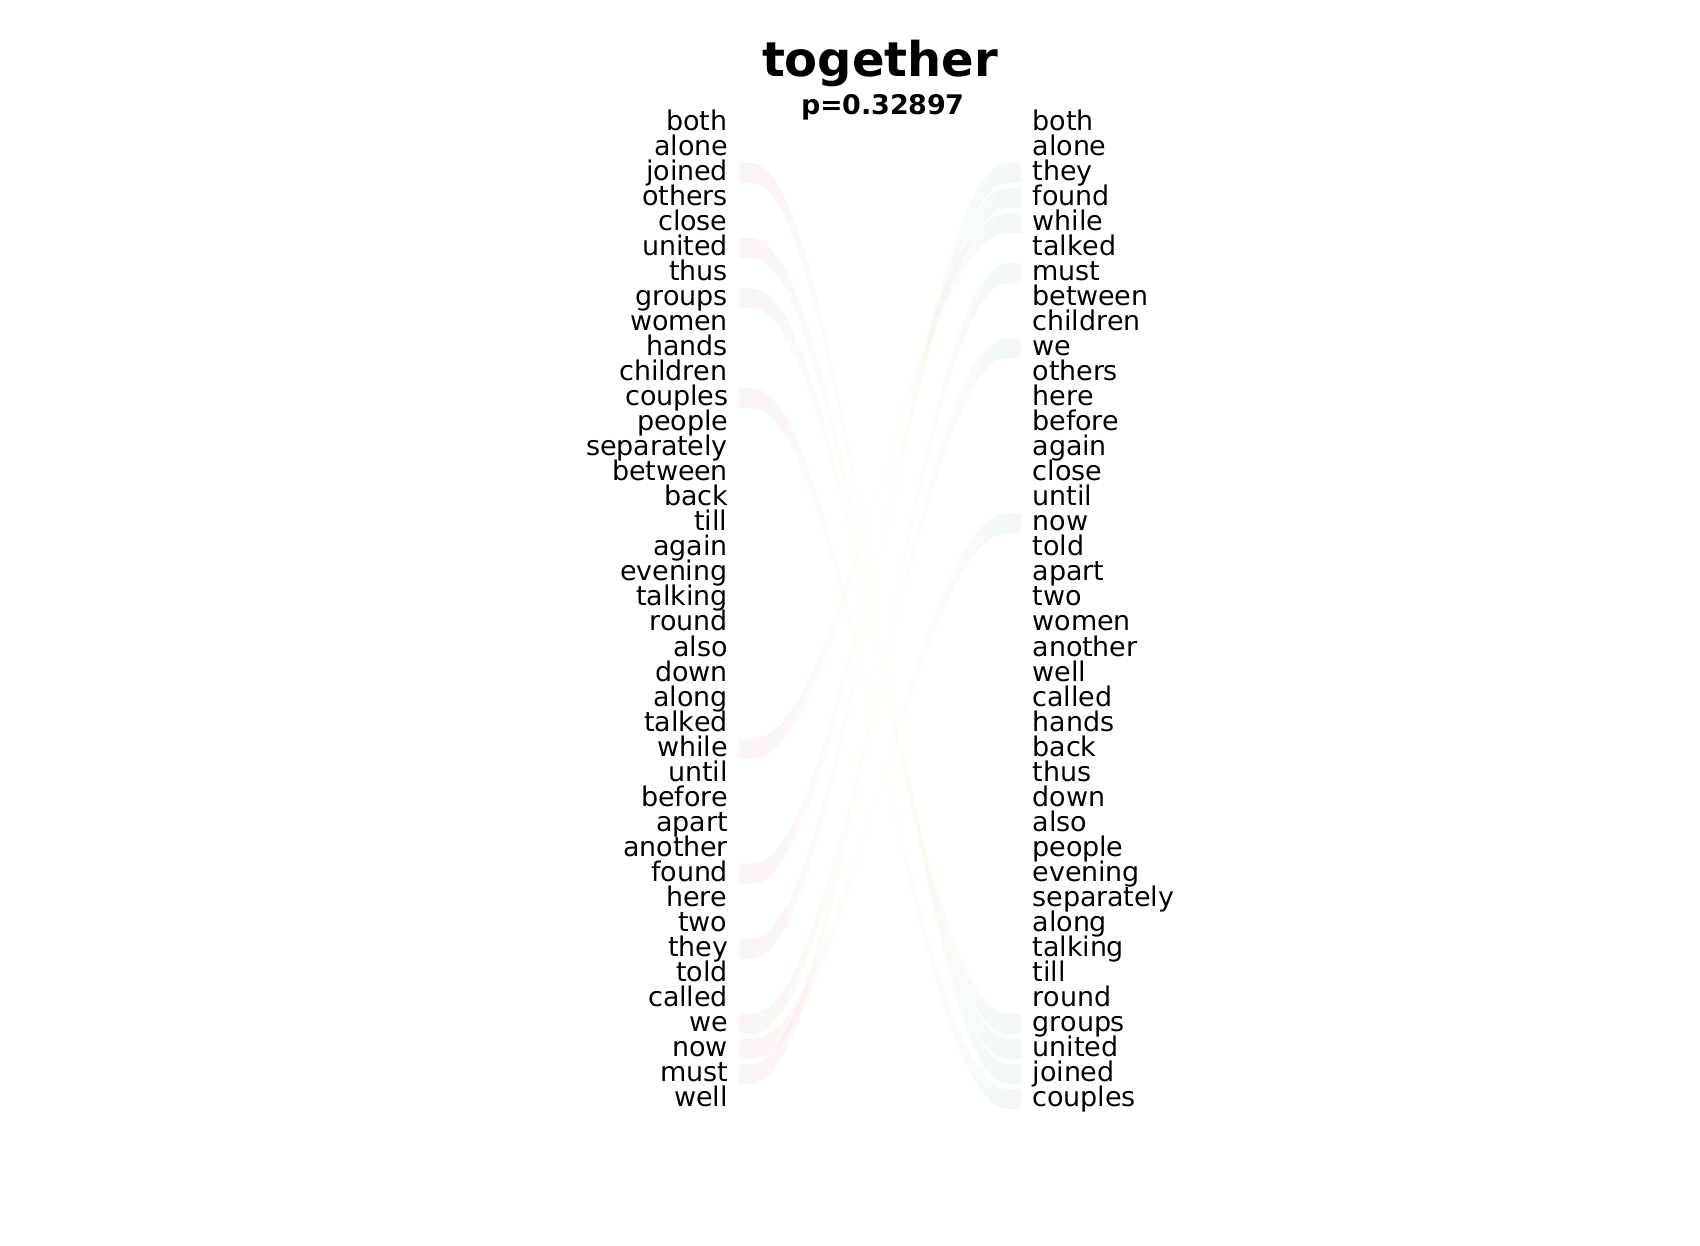 together
p=0.32897
both
alone
joined
others
close
united
thus
groups
women
hands
children
couples
people
separately
between
back
till
again
evening
talking
round
also
down
along
talked
while
until
before
apart
another
found
here
two
they
told
called
we
now
must
well
both
alone
they
found
while
talked
must
between
children
we
others
here
before
again
close
until
now
told
apart
two
women
another
well
called
hands
back
thus
down
also
people
evening
separately
along
talking
till
round
groups
united
joined
couples